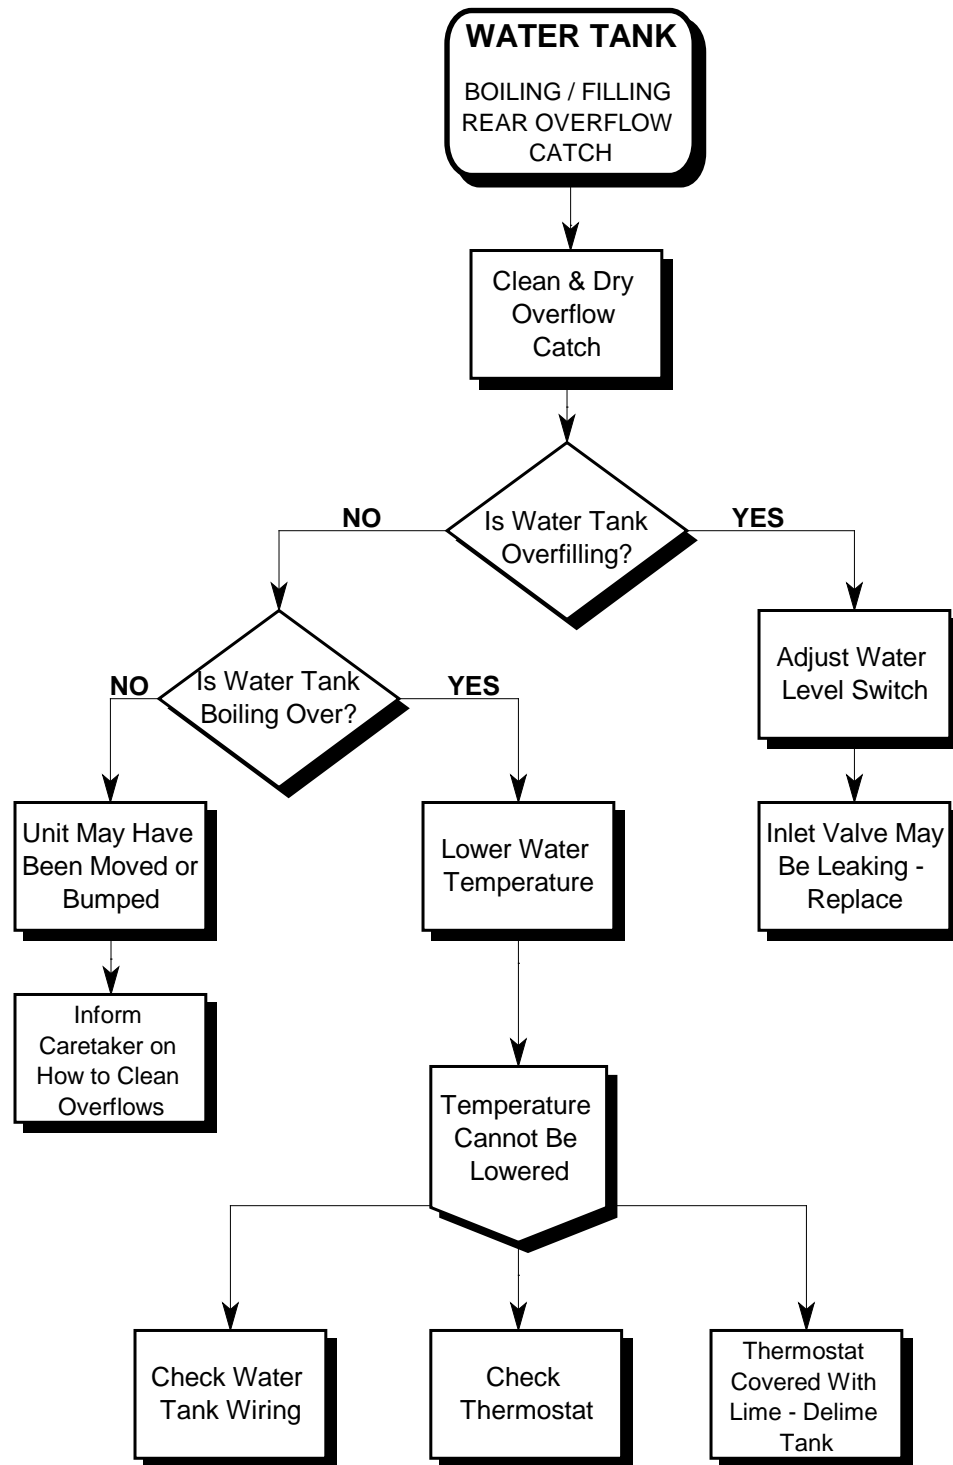 WATER TANK
BOILING / FILLING
REAR OVERFLOW
CATCH
Clean & Dry
Overflow
Catch
Is Water Tank
Overfilling?
NO
YES
Is Water Tank
Boiling Over?
NO
YES
Adjust Water
Level Switch
Unit May Have
Been Moved or
Bumped
Lower Water
Temperature
Inlet Valve May
Be Leaking -
Replace
Inform
Caretaker on
How to Clean
Overflows
Temperature
Cannot Be
Lowered
Check Water
Tank Wiring
Check
Thermostat
Thermostat
Covered With
Lime - Delime
Tank